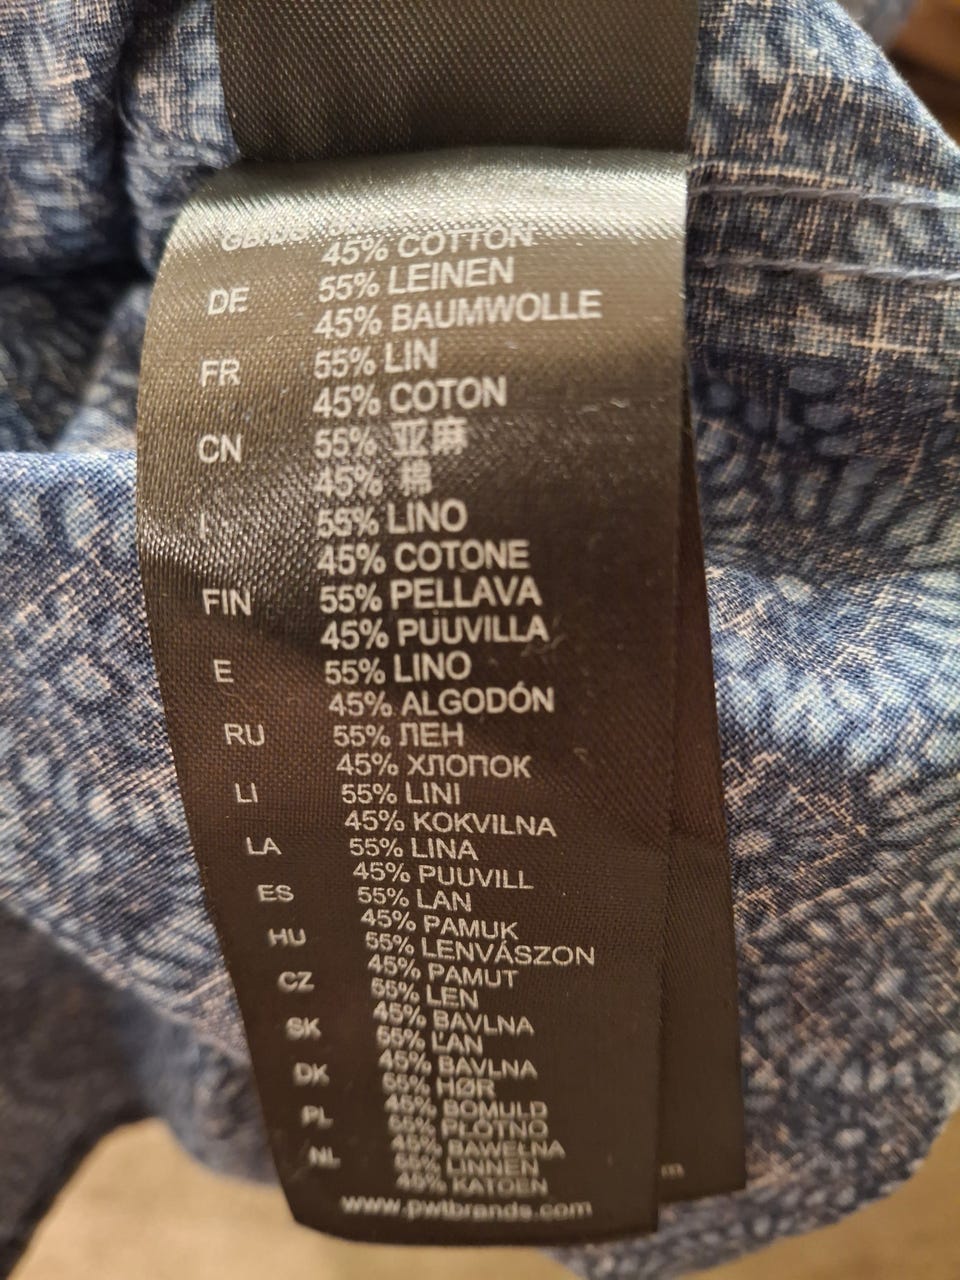 GB/US
45% COTTON
DE 55% LEINEN
45% BAUMWOLLE
FR 55% LIN
45% COTON
CN 55% 亚麻
45% 棉
I 55% LINO
45% COTONE
FIN 55% PELLAVA
45% PUUVILLA
E 55% LINO
45% ALGODÓN
RU 55% ЛЕН
45% ХЛОПОК
LI 55% LINI
45% KOKVILNA
LA 55% LINA
45% PUUVILL
ES 55% LAN
45% PAMUK
HU 55% LENVÁSZON
45% PAMUT
CZ 55% LEN
45% BAVLNA
SK 55% ĽAN
45% BAVLNA
DK 55% HØR
45% BOMULD
PL 55% PŁÓTNO
45% BAWEŁNA
NL 55% LINNEN
45% KATOEN
www.pwtbrands.com